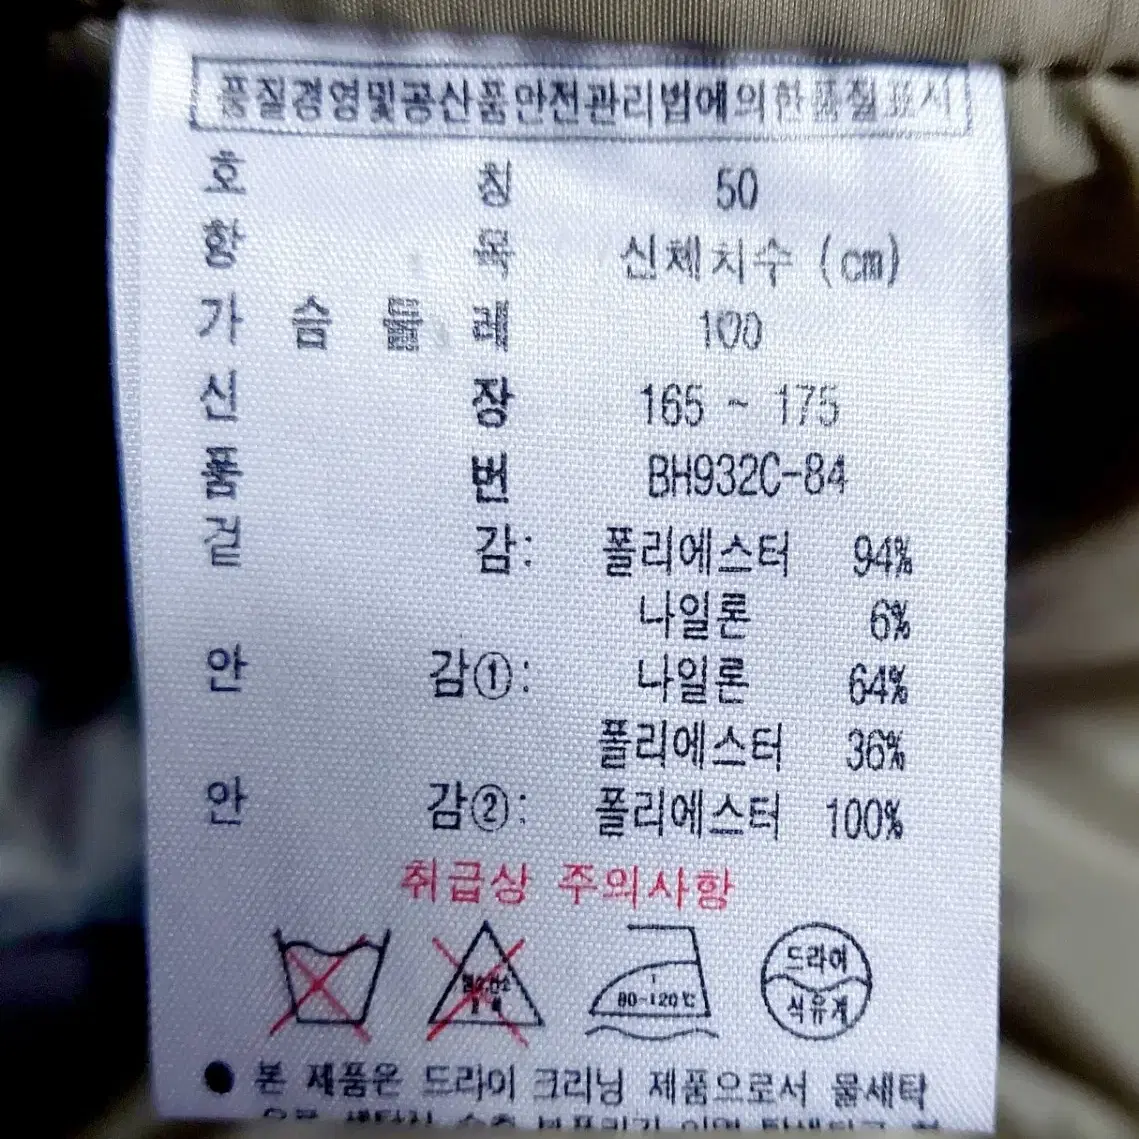 품질경영및공산품안전관리법에의한품질표시
호 칭 50
항 목 신체치수 (cm)
가 슴 둘 레 100
신 장 165 ~ 175
품 번 BH932C-84
겉 감: 폴리에스터 94%
나일론 6%
안 감①: 나일론 64%
폴리에스터 36%
안 감②: 폴리에스터 100%
취급상 주의사항
80-120℃
드라이
석유계
● 본 제품은 드라이 크리닝 제품으로서 물세탁